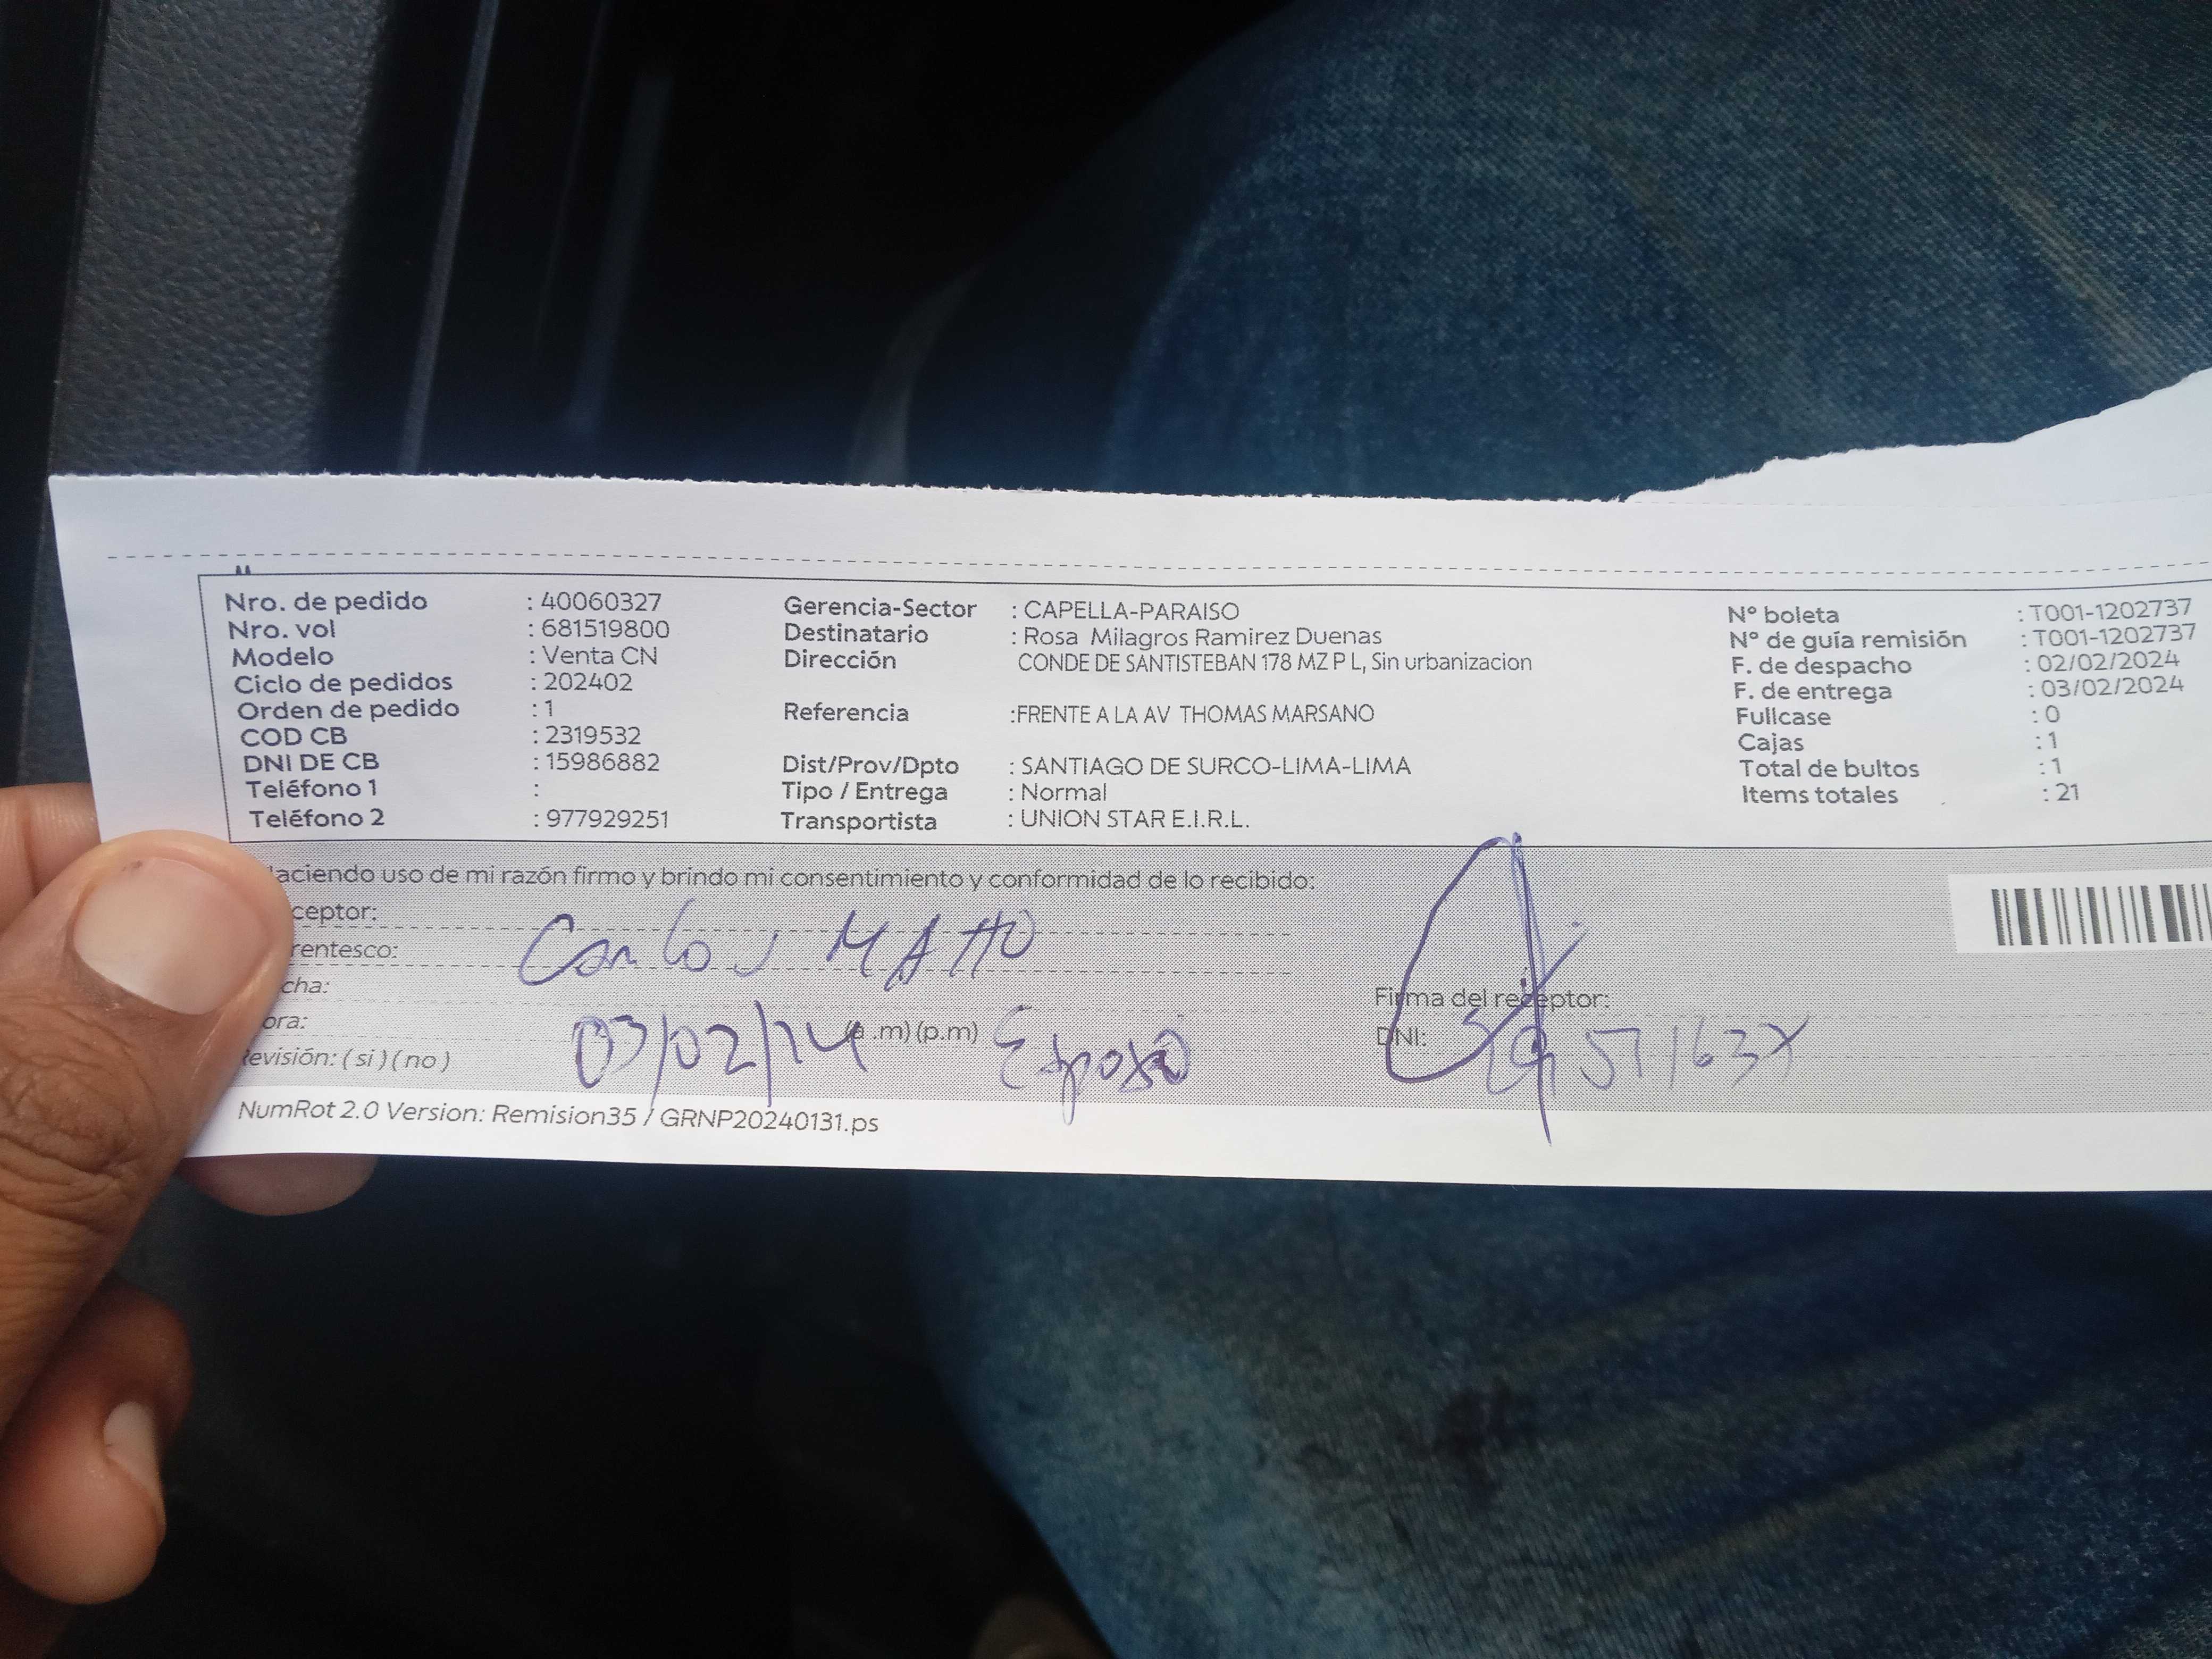 Nro. de pedido : 40060327
Nro. vol : 681519800
Modelo : Venta CN
Ciclo de pedidos : 202402
Orden de pedido : 1
COD CB : 2319532
DNI DE CB : 15986882
Teléfono 1 :
Teléfono 2 : 977929251
Gerencia-Sector : CAPELLA-PARAISO
Destinatario : Rosa Milagros Ramirez Duenas
Dirección CONDE DE SANTISTEBAN 178 MZ P L, Sin urbanizacion
Referencia :FRENTE A LA AV THOMAS MARSANO
Dist/Prov/Dpto : SANTIAGO DE SURCO-LIMA-LIMA
Tipo / Entrega : Normal
Transportista : UNION STAR E.I.R.L.
Nº boleta : T001-1202737
Nº de guía remisión : T001-1202737
F. de despacho : 02/02/2024
F. de entrega : 03/02/2024
Fullcase : 0
Cajas : 1
Total de bultos : 1
Items totales : 21
aciendo uso de mi razón firmo y brindo mi consentimiento y conformidad de lo recibido:
ceptor:
rentesco: Carlos MATTO
cha:
ora: 03/02/24 (a.m) (p.m) Esposo
Revisión: ( si ) ( no )
Firma del receptor:
DNI:
NumRot 2.0 Version: Remision35 / GRNP20240131.ps